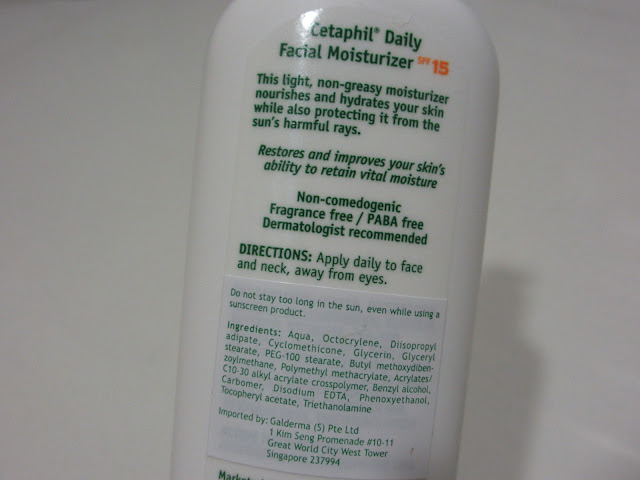 Cetaphil® Daily
Facial Moisturizer SPF 15
This light, non-greasy moisturizer
nourishes and hydrates your skin
while also protecting it from the
sun's harmful rays.
Restores and improves your skin's
ability to retain vital moisture
Non-comedogenic
Fragrance free / PABA free
Dermatologist recommended
DIRECTIONS: Apply daily to face
and neck, away from eyes.
Do not stay too long in the sun, even while using a
sunscreen product.
Ingredients: Aqua, Octocrylene, Diisopropyl
adipate, Cyclomethicone, Glycerin, Glyceryl
stearate, PEG-100 stearate, Butyl methoxydiben-
zoylmethane, Polymethyl methacrylate, Acrylates/
C10-30 alkyl acrylate crosspolymer, Benzyl alcohol,
Carbomer, Disodium EDTA, Phenoxyethanol,
Tocopheryl acetate, Triethanolamine
Imported by: Galderma (S) Pte Ltd
1 Kim Seng Promenade #10-11
Great World City West Tower
Singapore 237994